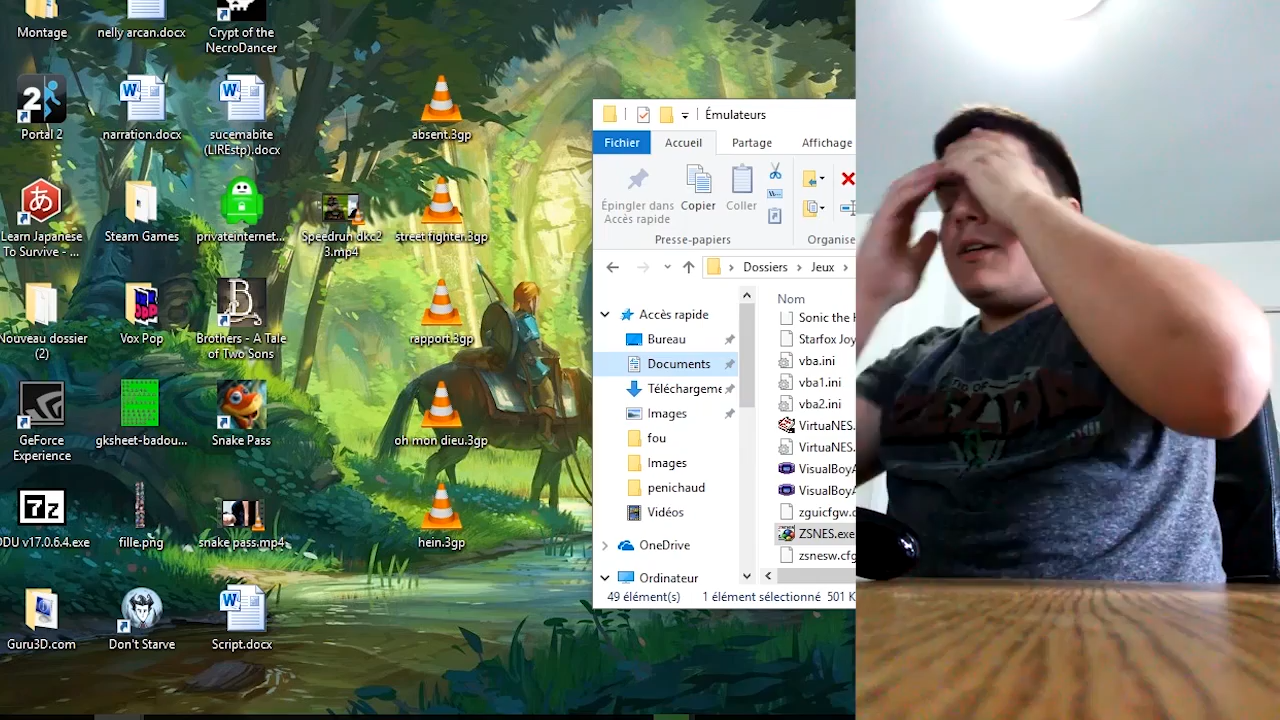 Montage
nelly arcan.docx
Crypt of the
NecroDancer
2
Portal 2
W
narration.docx
W
sucemabite
(LIREstp).docx
absent.3gp
あ
Learn Japanese
To Survive - ...
Steam Games
privateinternet...
Speedrun dkc2
3.mp4
street fighter.3gp
Nouveau dossier
(2)
Vox Pop
B
Brothers - A Tale
of Two Sons
rapport.3gp
GeForce
Experience
gksheet-badou...
Snake Pass
oh mon dieu.3gp
7z
DDU v17.0.6.4.exe
fille.png
snake pass.mp4
hein.3gp
Guru3D.com
Don't Starve
W
Script.docx
Émulateurs
Fichier
Accueil
Partage
Affichage
Épingler dans
Accès rapide
Copier
Coller
Presse-papiers
Organise
Dossiers
Jeux
Accès rapide
Bureau
Documents
Téléchargeme
Images
fou
Images
penichaud
Vidéos
OneDrive
Ordinateur
Nom
Sonic the H
Starfox Joy
vba.ini
vba1.ini
vba2.ini
VirtuaNES.
VirtuaNES.
VisualBoyA
VisualBoyA
zguicfgw.c
ZSNES.exe
zsnesw.cfg
49 élément(s)
1 élément sélectionné 501 K